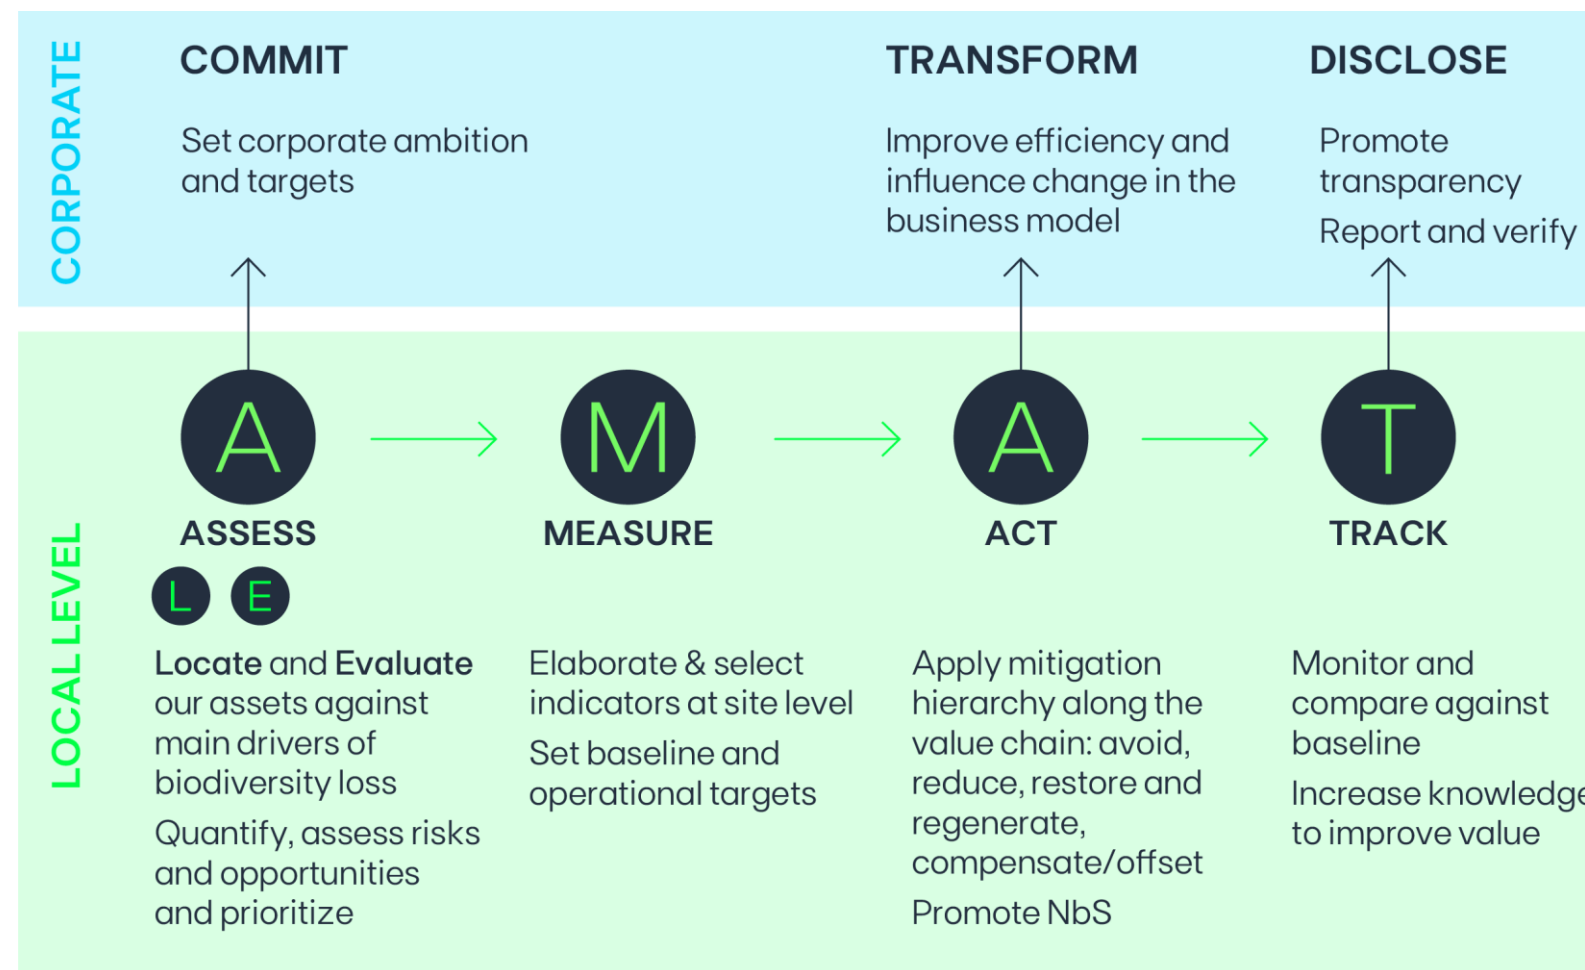 CORPORATE
COMMIT
Set corporate ambition
and targets
TRANSFORM
Improve efficiency and
influence change in the
business model
DISCLOSE
Promote
transparency
Report and verify
LOCAL LEVEL
A
ASSESS
L E
Locate and Evaluate
our assets against
main drivers of
biodiversity loss
Quantify, assess risks
and opportunities
and prioritize
M
MEASURE
Elaborate & select
indicators at site level
Set baseline and
operational targets
A
ACT
Apply mitigation
hierarchy along the
value chain: avoid,
reduce, restore and
regenerate,
compensate/offset
Promote NbS
T
TRACK
Monitor and
compare against
baseline
Increase knowledge
to improve value